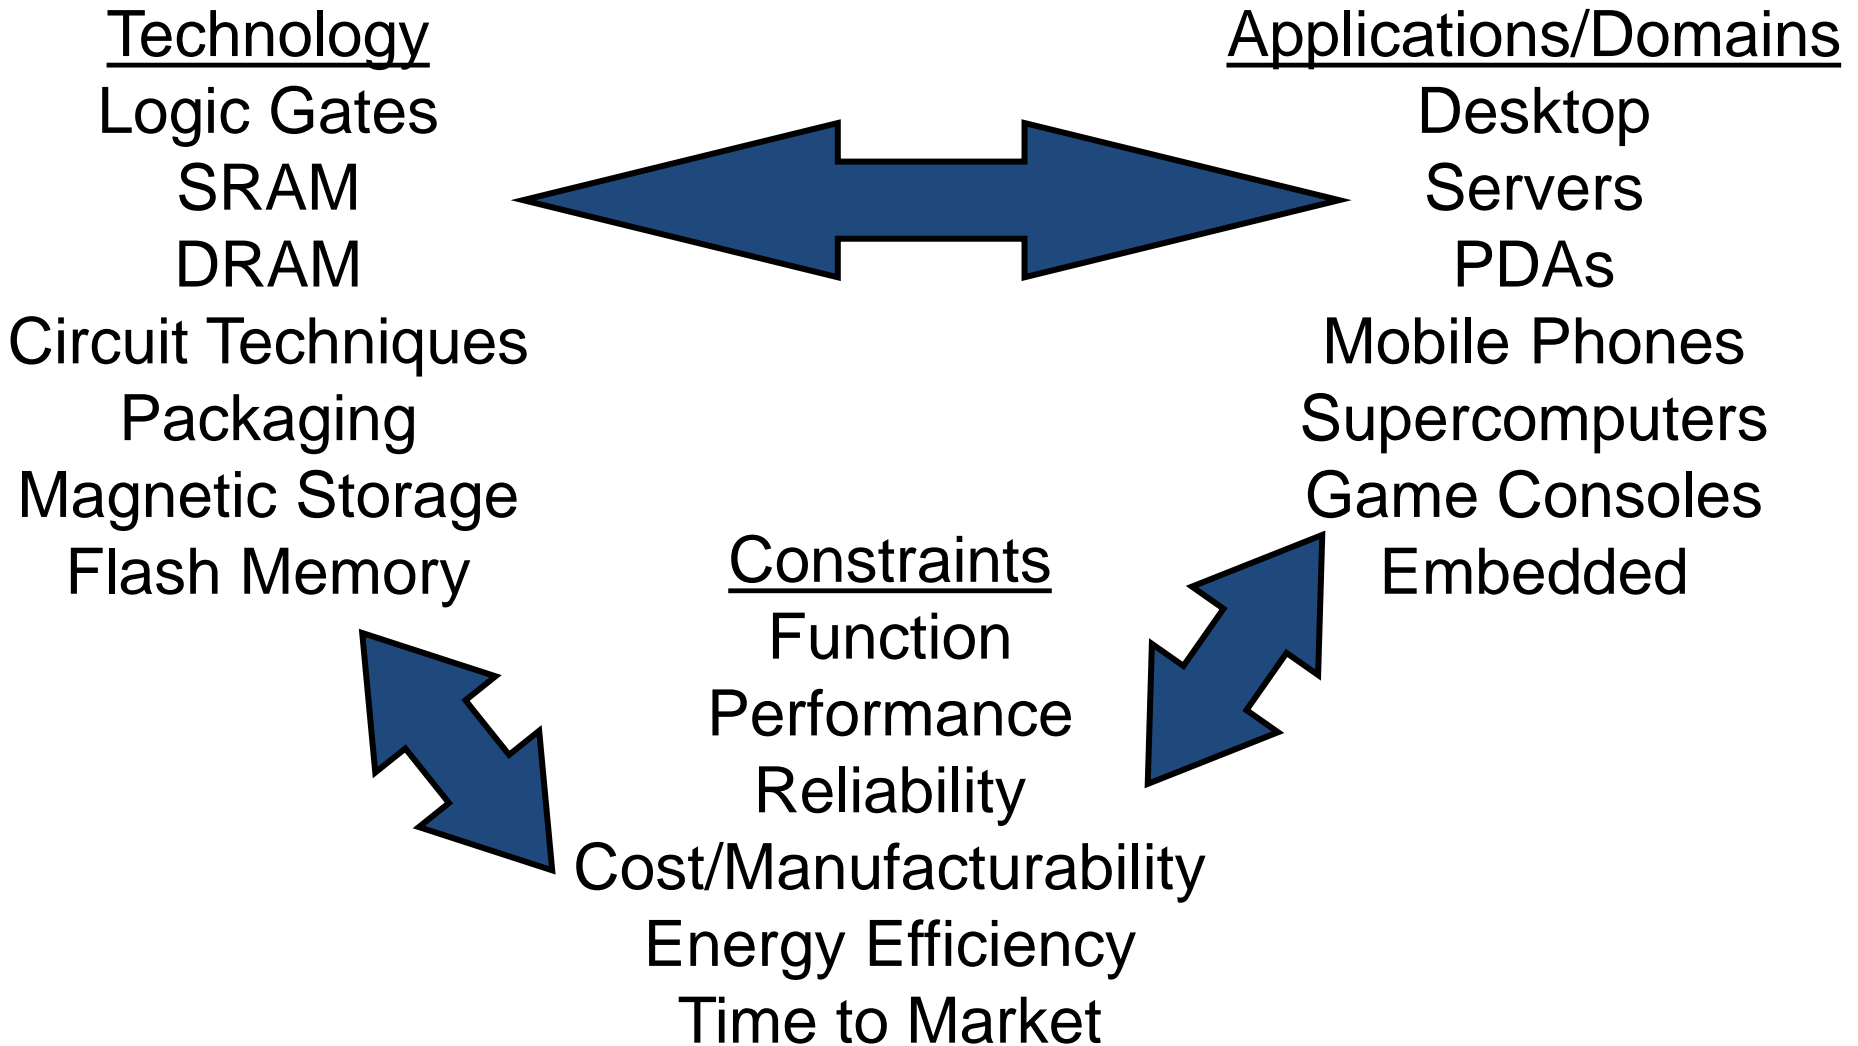 Technology
Logic Gates
SRAM
DRAM
Circuit Techniques
Packaging
Magnetic Storage
Flash Memory
Applications/Domains
Desktop
Servers
PDAs
Mobile Phones
Supercomputers
Game Consoles
Embedded
Constraints
Function
Performance
Reliability
Cost/Manufacturability
Energy Efficiency
Time to Market